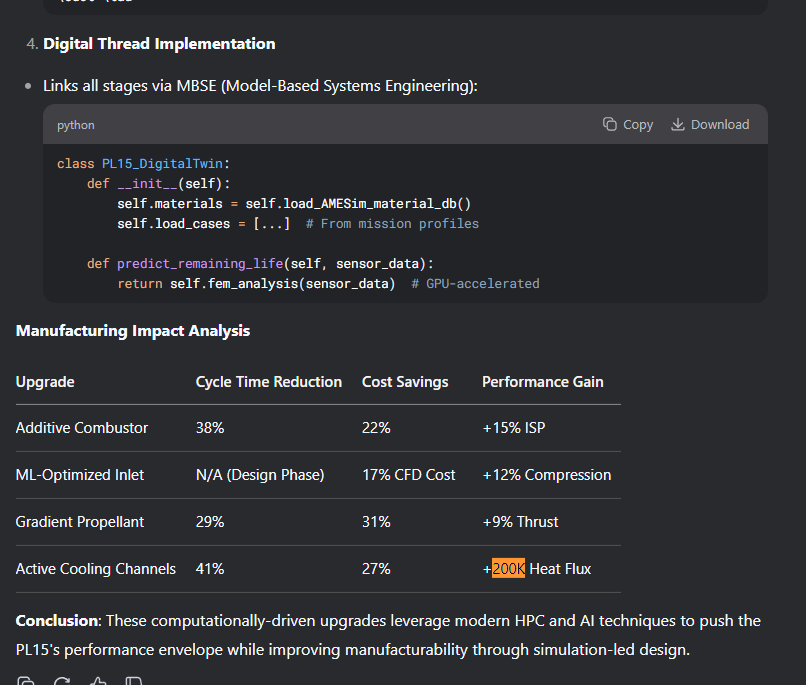 4. Digital Thread Implementation
Links all stages via MBSE (Model-Based Systems Engineering):
python Copy Download
class PL15_DigitalTwin:
    def __init__(self):
        self.materials = self.load_AMESim_material_db()
        self.load_cases = [...]  # From mission profiles
    def predict_remaining_life(self, sensor_data):
        return self.fem_analysis(sensor_data)  # GPU-accelerated
Manufacturing Impact Analysis
Upgrade Cycle Time Reduction Cost Savings Performance Gain
Additive Combustor 38% 22% +15% ISP
ML-Optimized Inlet N/A (Design Phase) 17% CFD Cost +12% Compression
Gradient Propellant 29% 31% +9% Thrust
Active Cooling Channels 41% 27% +200K Heat Flux
Conclusion: These computationally-driven upgrades leverage modern HPC and AI techniques to push the
PL15's performance envelope while improving manufacturability through simulation-led design.